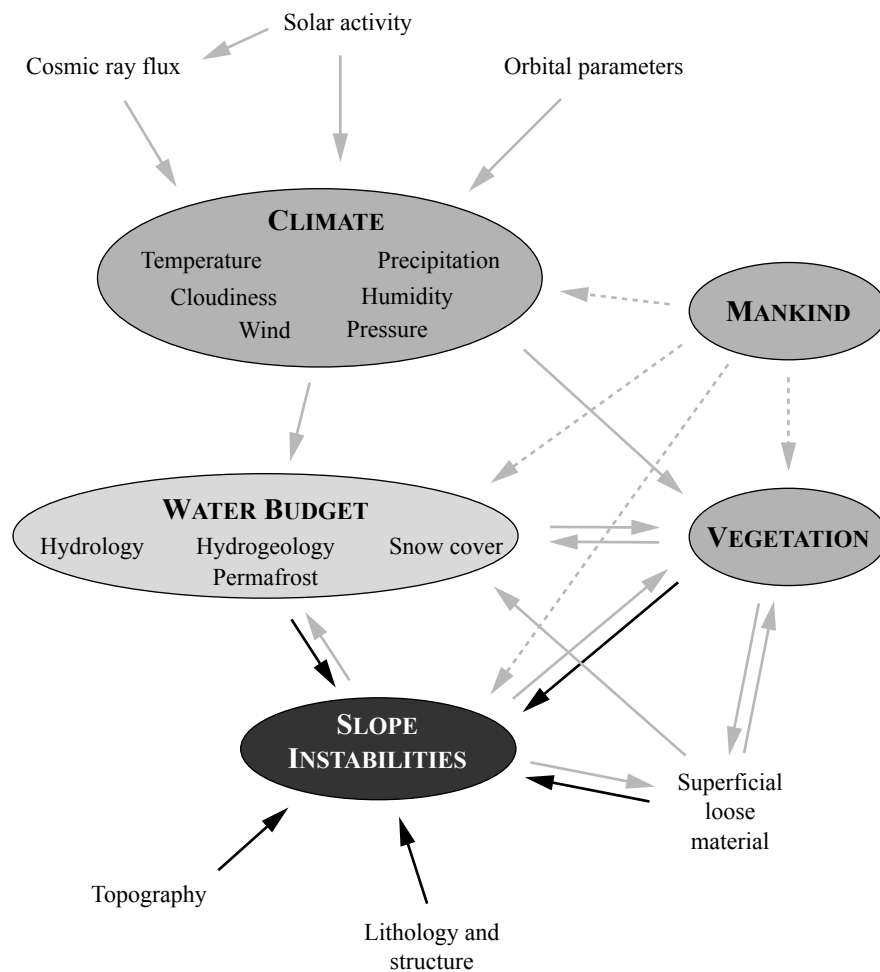 Solar activity
Cosmic ray flux
Orbital parameters
CLIMATE
Temperature
Precipitation
Cloudiness
Humidity
Wind
Pressure
MANKIND
WATER BUDGET
Hydrology
Hydrogeology
Snow cover
Permafrost
VEGETATION
SLOPE
INSTABILITIES
Superficial
loose
material
Topography
Lithology and
structure